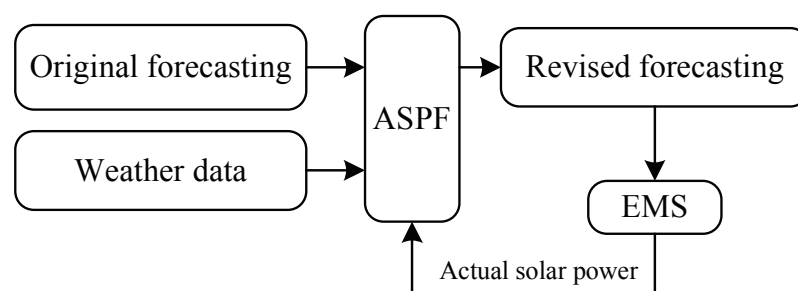 Original forecasting
Weather data
ASPF
Revised forecasting
EMS
Actual solar power